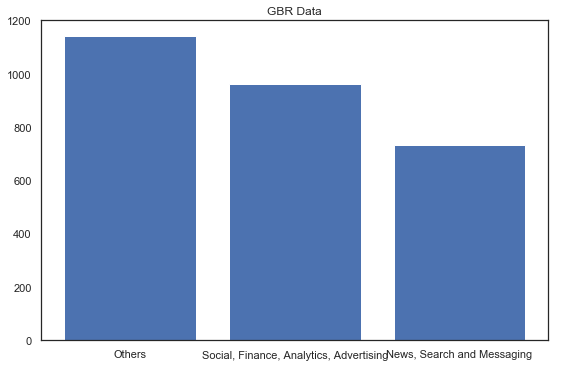 GBR Data
1200
1000
800
600
400
200
0
Others
Social, Finance, Analytics, Advertising
News, Search and Messaging